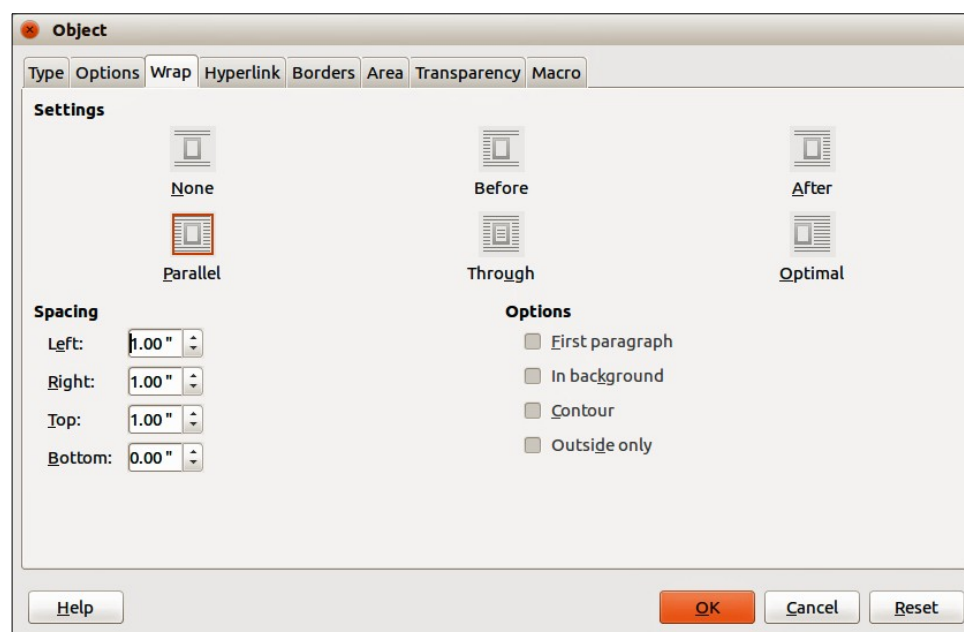 Object
Type Options Wrap Hyperlink Borders Area Transparency Macro
Settings
None Before After
Parallel Through Optimal
Spacing Options
Left: 1.00 " First paragraph
Right: 1.00 " In background
Top: 1.00 " Contour
Bottom: 0.00 " Outside only
Help OK Cancel Reset